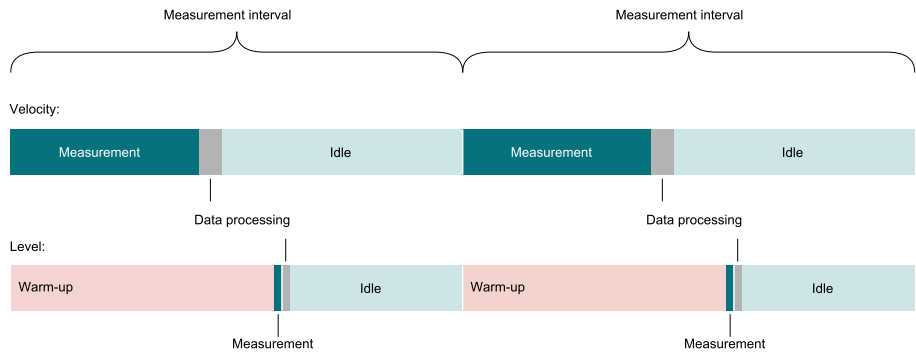 Measurement interval Measurement interval
Velocity:
Measurement Idle Measurement Idle
Data processing Data processing
Level:
Warm-up Idle Warm-up Idle
Measurement Measurement